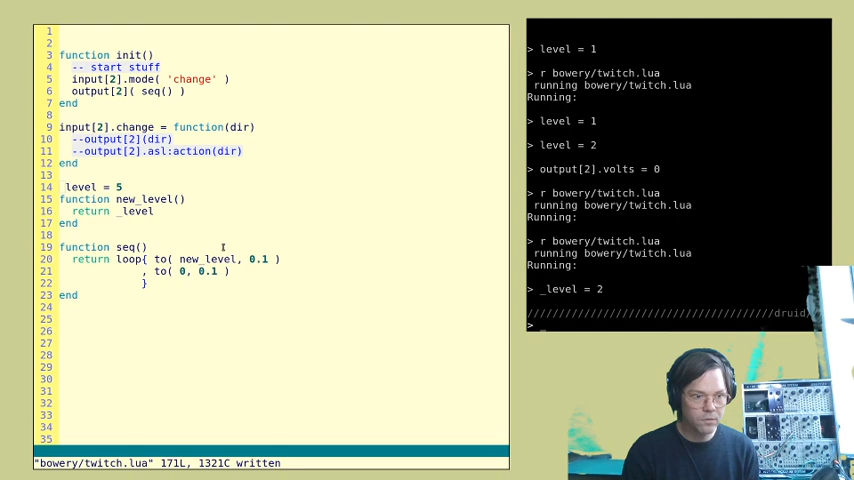 1
2
3 function init()
4 -- start stuff
5 input[2].mode( 'change' )
6 output[2]( seq() )
7 end
8
9 input[2].change = function(dir)
10 --output[2](dir)
11 --output[2].asl:action(dir)
12 end
13
14 _level = 5
15 function new_level()
16 return _level
17 end
18
19 function seq()
20 return loop{ to( new_level, 0.1 )
21 , to( 0, 0.1 )
22 }
23 end
24
25
26
27
28
29
30
31
32
33
34
35
"bowery/twitch.lua" 171L, 1321C written
> level = 1
> r bowery/twitch.lua
running bowery/twitch.lua
Running:
> level = 1
> level = 2
> output[2].volts = 0
> r bowery/twitch.lua
running bowery/twitch.lua
Running:
> r bowery/twitch.lua
running bowery/twitch.lua
Running:
> _level = 2
///////////////////////////////////////druid/
> _